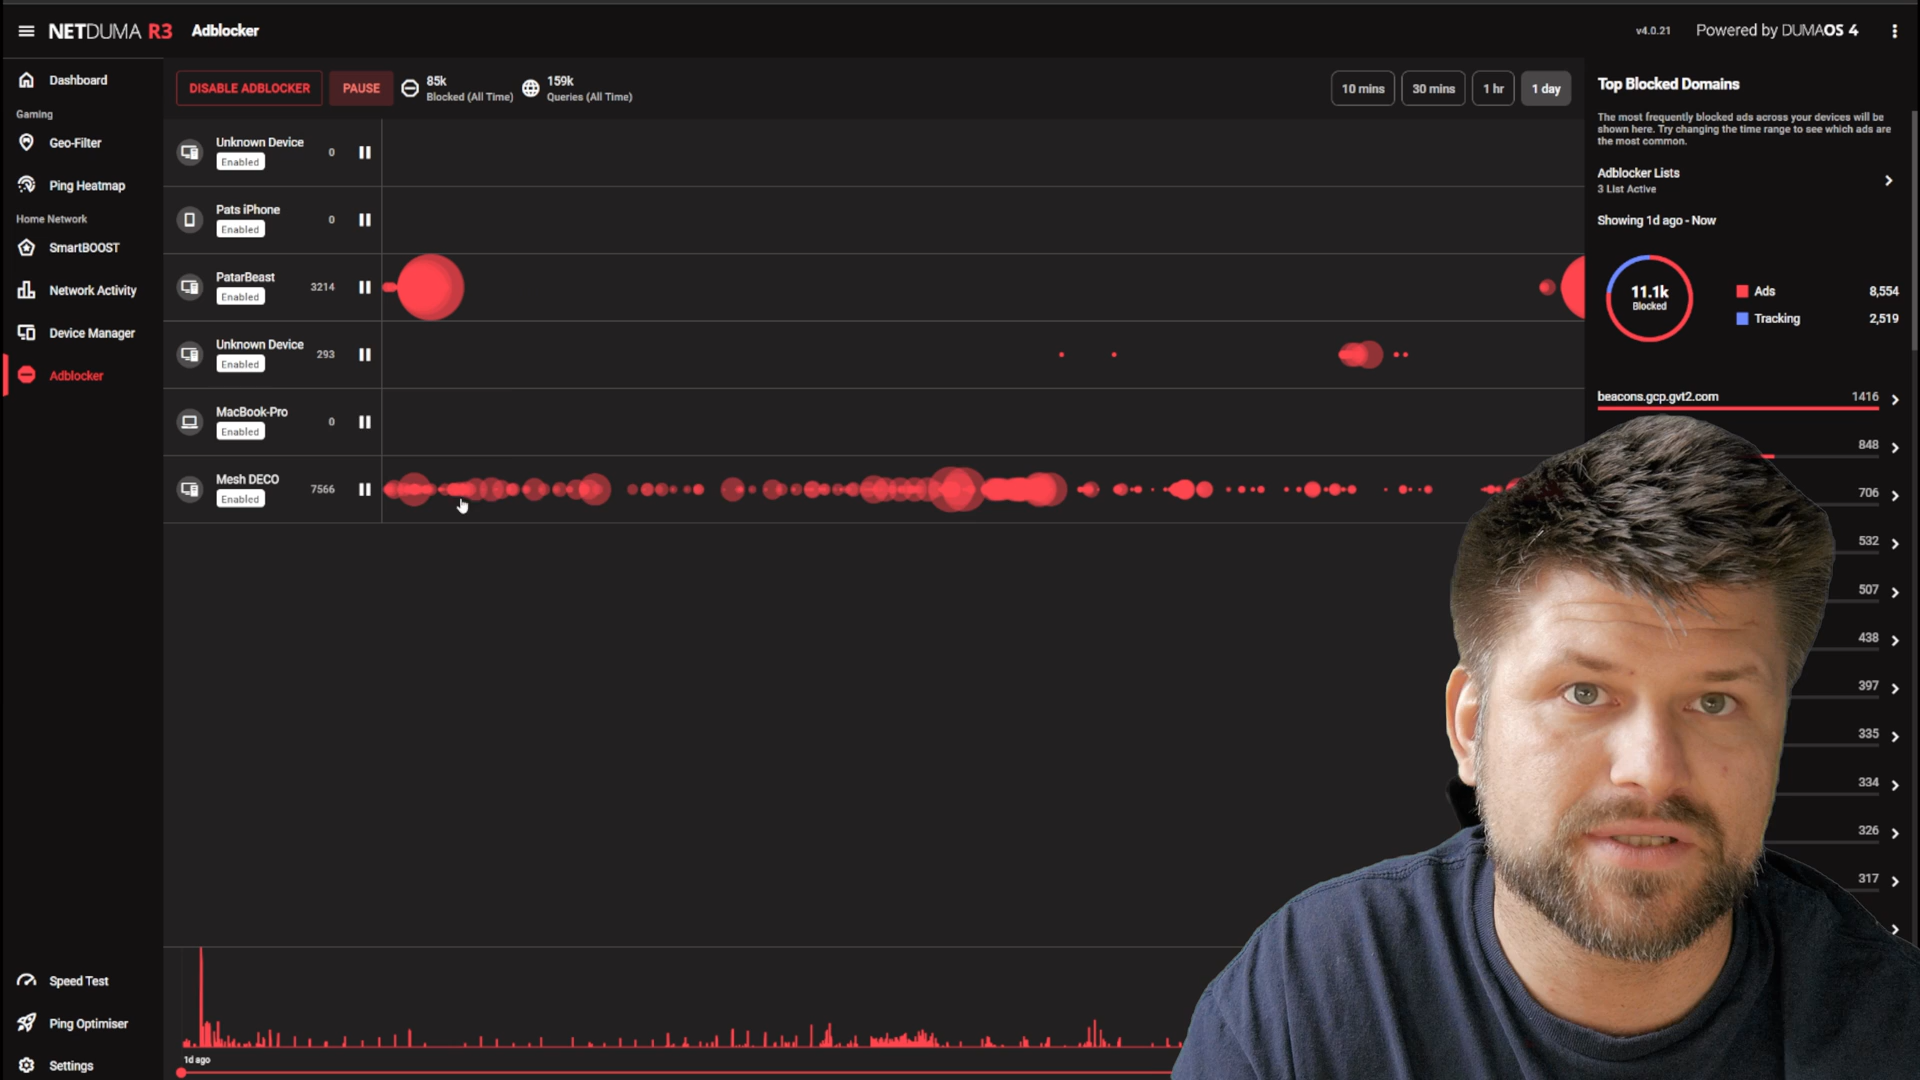 NETDUMA R3
Adblocker
v4.0.21
Powered by DUMAOS 4
Dashboard
Gaming
Geo-Filter
Ping Heatmap
Home Network
SmartBOOST
Network Activity
Device Manager
Adblocker
Speed Test
Ping Optimiser
Settings
DISABLE ADBLOCKER
PAUSE
85k
Blocked (All Time)
159k
Queries (All Time)
10 mins
30 mins
1 hr
1 day
Unknown Device
Enabled
0
Pats iPhone
Enabled
0
PatarBeast
Enabled
3214
Unknown Device
Enabled
293
MacBook-Pro
Enabled
0
Mesh DECO
Enabled
7566
1d ago
Top Blocked Domains
The most frequently blocked ads across your devices will be
shown here. Try changing the time range to see which ads are
the most common.
Adblocker Lists
3 List Active
Showing 1d ago - Now
11.1k
Blocked
Ads 8,554
Tracking 2,519
beacons.gcp.gvt2.com 1416
848
706
532
507
438
397
335
334
326
317